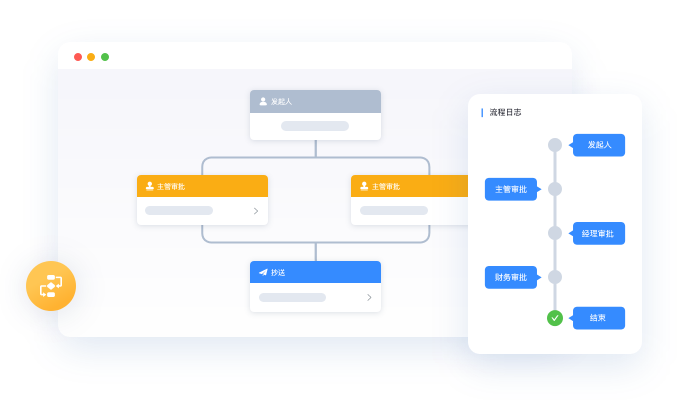 发起人
主管审批
主管审批
抄送
流程日志
发起人
主管审批
经理审批
财务审批
结束